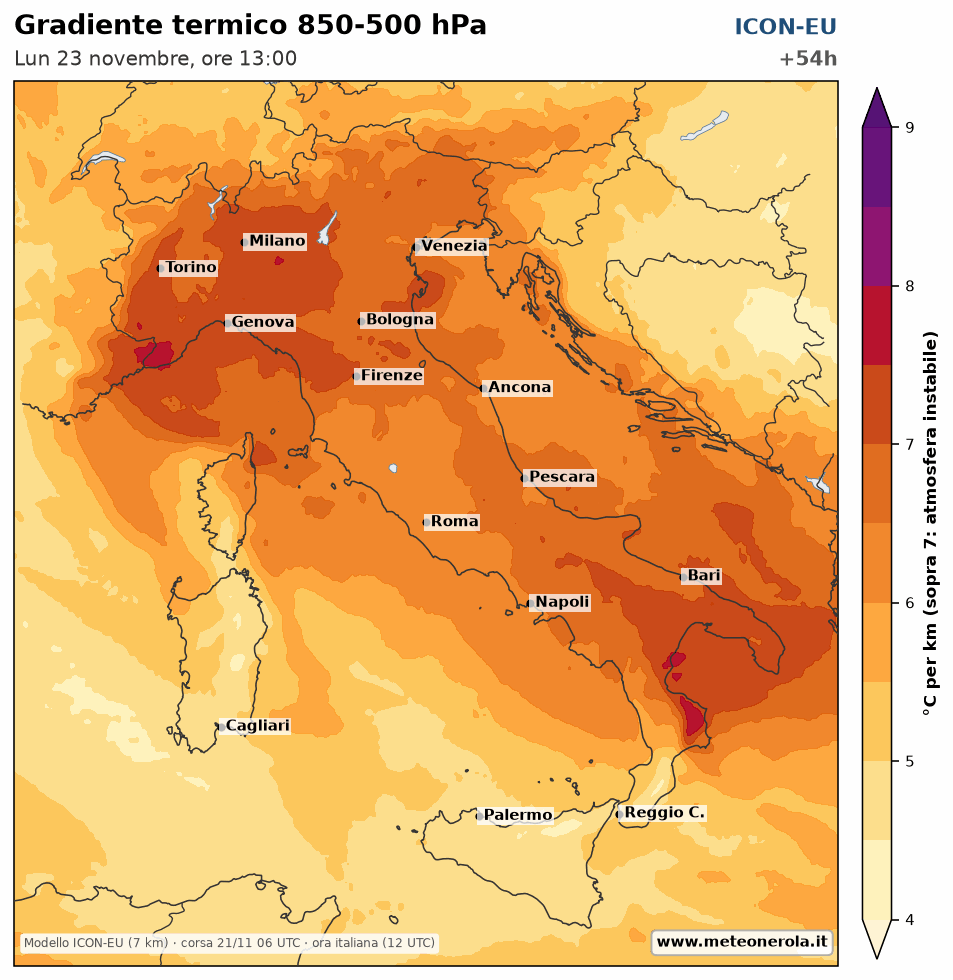 Gradiente termico 850-500 hPa
ICON-EU
Lun 23 novembre, ore 13:00
+54h
Milano
Venezia
Torino
Genova
Bologna
Firenze
Ancona
Pescara
Roma
Bari
Napoli
Cagliari
Palermo
Reggio C.
9
8
7
6
5
4
°C per km (sopra 7: atmosfera instabile)
Modello ICON-EU (7 km) · corsa 21/11 06 UTC · ora italiana (12 UTC)
www.meteonerola.it